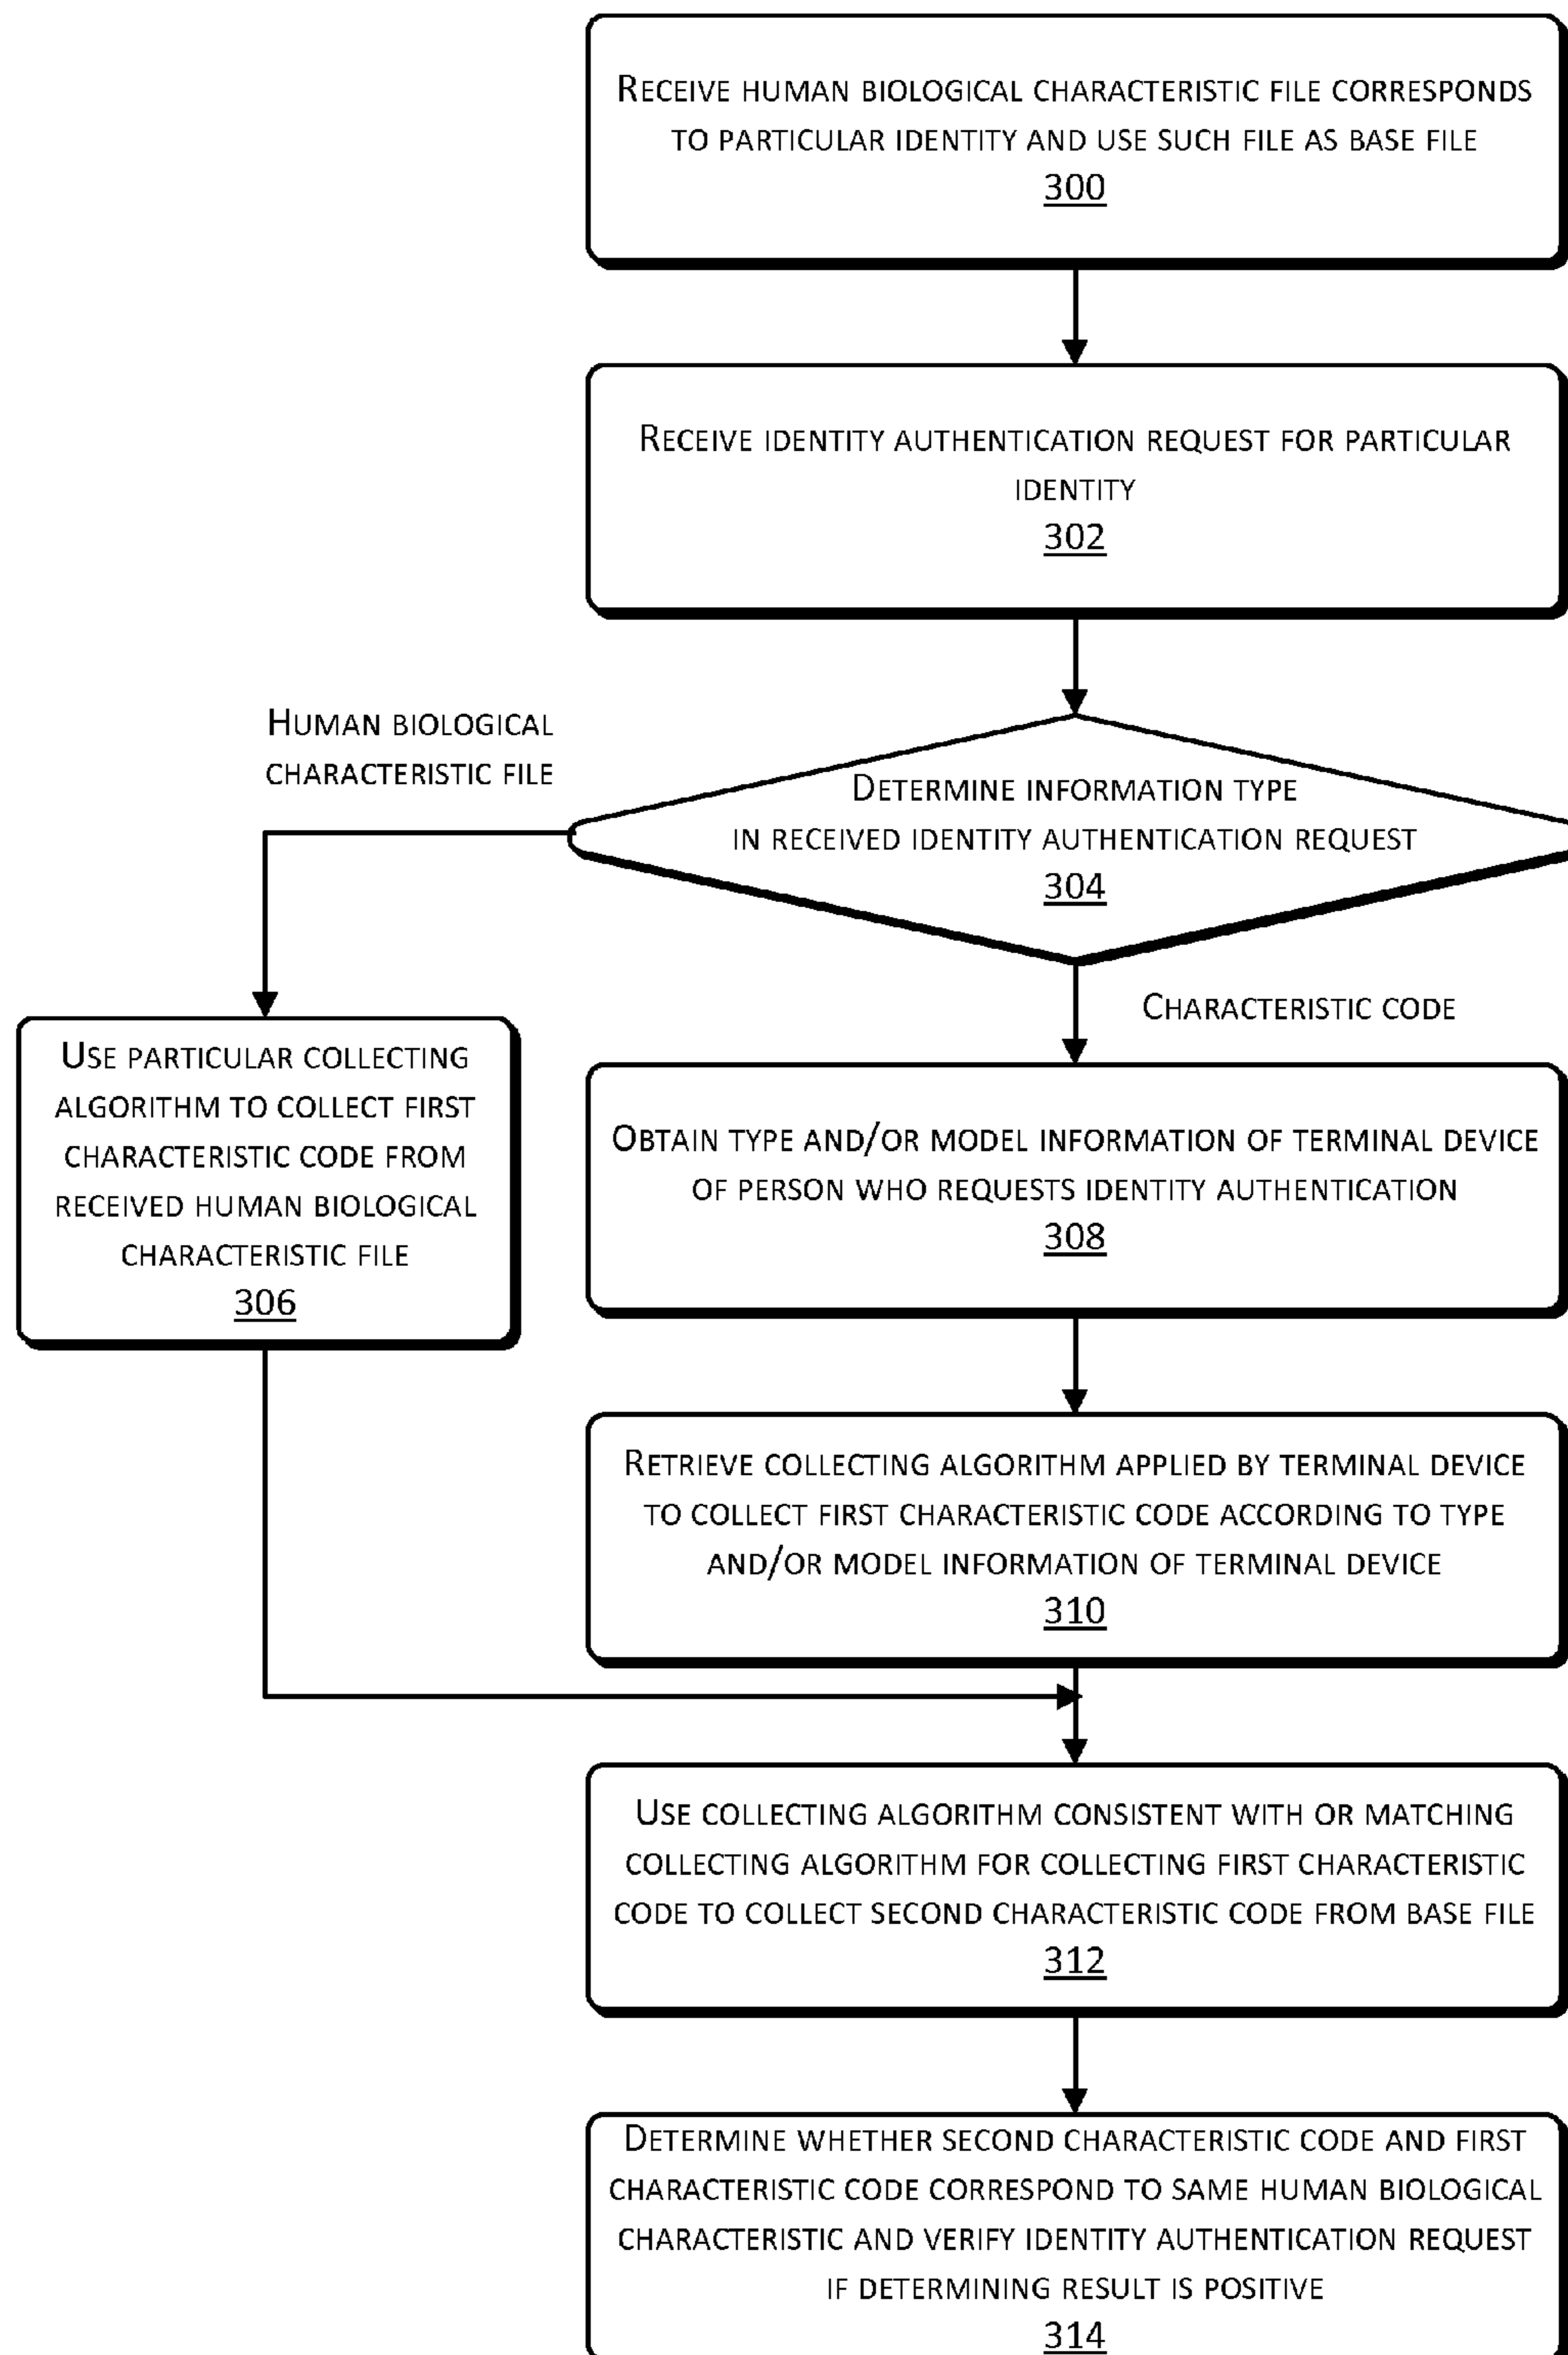 RECEIVE HUMAN BIOLOGICAL CHARACTERISTIC FILE CORRESPONDS
TO PARTICULAR IDENTITY AND USE SUCH FILE AS BASE FILE
300
RECEIVE IDENTITY AUTHENTICATION REQUEST FOR PARTICULAR
IDENTITY
302
HUMAN BIOLOGICAL
CHARACTERISTIC FILE
DETERMINE INFORMATION TYPE
IN RECEIVED IDENTITY AUTHENTICATION REQUEST
304
CHARACTERISTIC CODE
USE PARTICULAR COLLECTING
ALGORITHM TO COLLECT FIRST
CHARACTERISTIC CODE FROM
RECEIVED HUMAN BIOLOGICAL
CHARACTERISTIC FILE
306
OBTAIN TYPE AND/OR MODEL INFORMATION OF TERMINAL DEVICE
OF PERSON WHO REQUESTS IDENTITY AUTHENTICATION
308
RETRIEVE COLLECTING ALGORITHM APPLIED BY TERMINAL DEVICE
TO COLLECT FIRST CHARACTERISTIC CODE ACCORDING TO TYPE
AND/OR MODEL INFORMATION OF TERMINAL DEVICE
310
USE COLLECTING ALGORITHM CONSISTENT WITH OR MATCHING
COLLECTING ALGORITHM FOR COLLECTING FIRST CHARACTERISTIC
CODE TO COLLECT SECOND CHARACTERISTIC CODE FROM BASE FILE
312
DETERMINE WHETHER SECOND CHARACTERISTIC CODE AND FIRST
CHARACTERISTIC CODE CORRESPOND TO SAME HUMAN BIOLOGICAL
CHARACTERISTIC AND VERIFY IDENTITY AUTHENTICATION REQUEST
IF DETERMINING RESULT IS POSITIVE
314